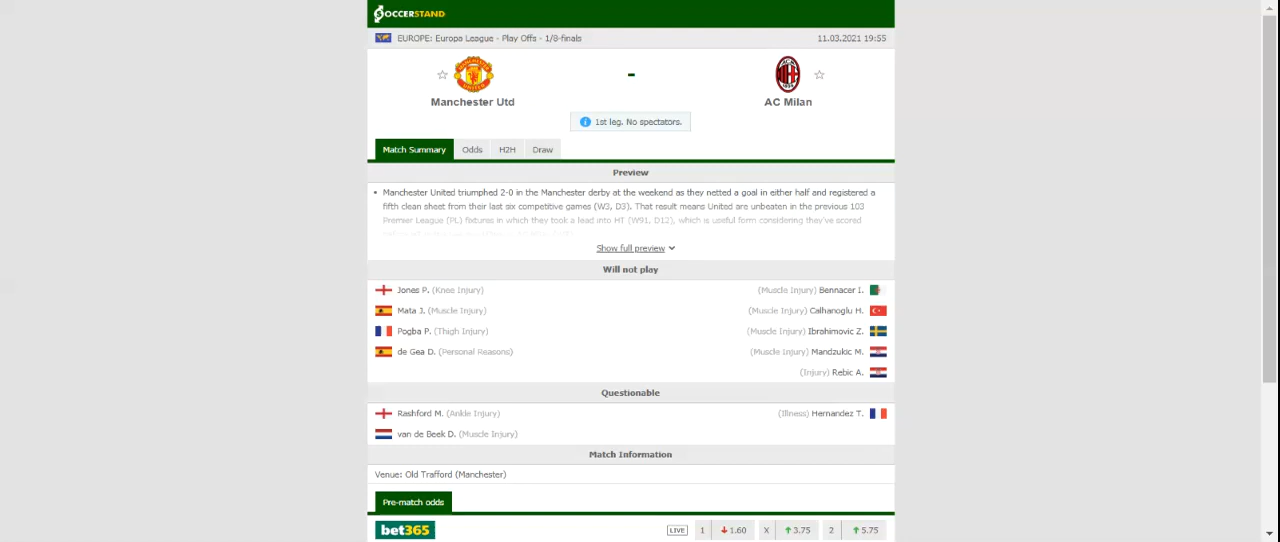 SOCCERSTAND
EUROPE: Europa League - Play Offs - 1/8-finals
11.03.2021 19:55
-
Manchester Utd
AC Milan
1st leg. No spectators.
Match Summary
Odds
H2H
Draw
Preview
• Manchester United triumphed 2-0 in the Manchester derby at the weekend as they netted a goal in either half and registered a
fifth clean sheet from their last six competitive games (W3, D3). That result means United are unbeaten in the previous 103
Premier League (PL) fixtures in which they took a lead into HT (W91, D12), which is useful form considering they've scored
Show full preview
Will not play
Jones P. (Knee Injury)
(Muscle Injury) Bennacer I.
Mata J. (Muscle Injury)
(Muscle Injury) Calhanoglu H.
Pogba P. (Thigh Injury)
(Muscle Injury) Ibrahimovic Z.
de Gea D. (Personal Reasons)
(Muscle Injury) Mandzukic M.
(Injury) Rebic A.
Questionable
Rashford M. (Ankle Injury)
(Illness) Hernandez T.
van de Beek D. (Muscle Injury)
Match Information
Venue: Old Trafford (Manchester)
Pre-match odds
bet365
LIVE
1 1.60
X 3.75
2 5.75